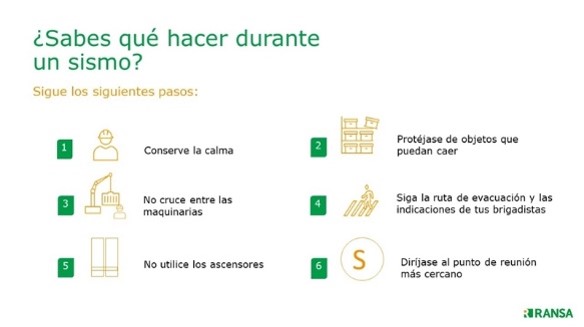 ¿Sabes qué hacer durante
un sismo?
Sigue los siguientes pasos:
1
Conserve la calma
2
Protéjase de objetos que
puedan caer
3
No cruce entre las
maquinarias
4
Siga la ruta de evacuación y las
indicaciones de tus brigadistas
5
No utilice los ascensores
6
S
Diríjase al punto de reunión
más cercano
RANSA